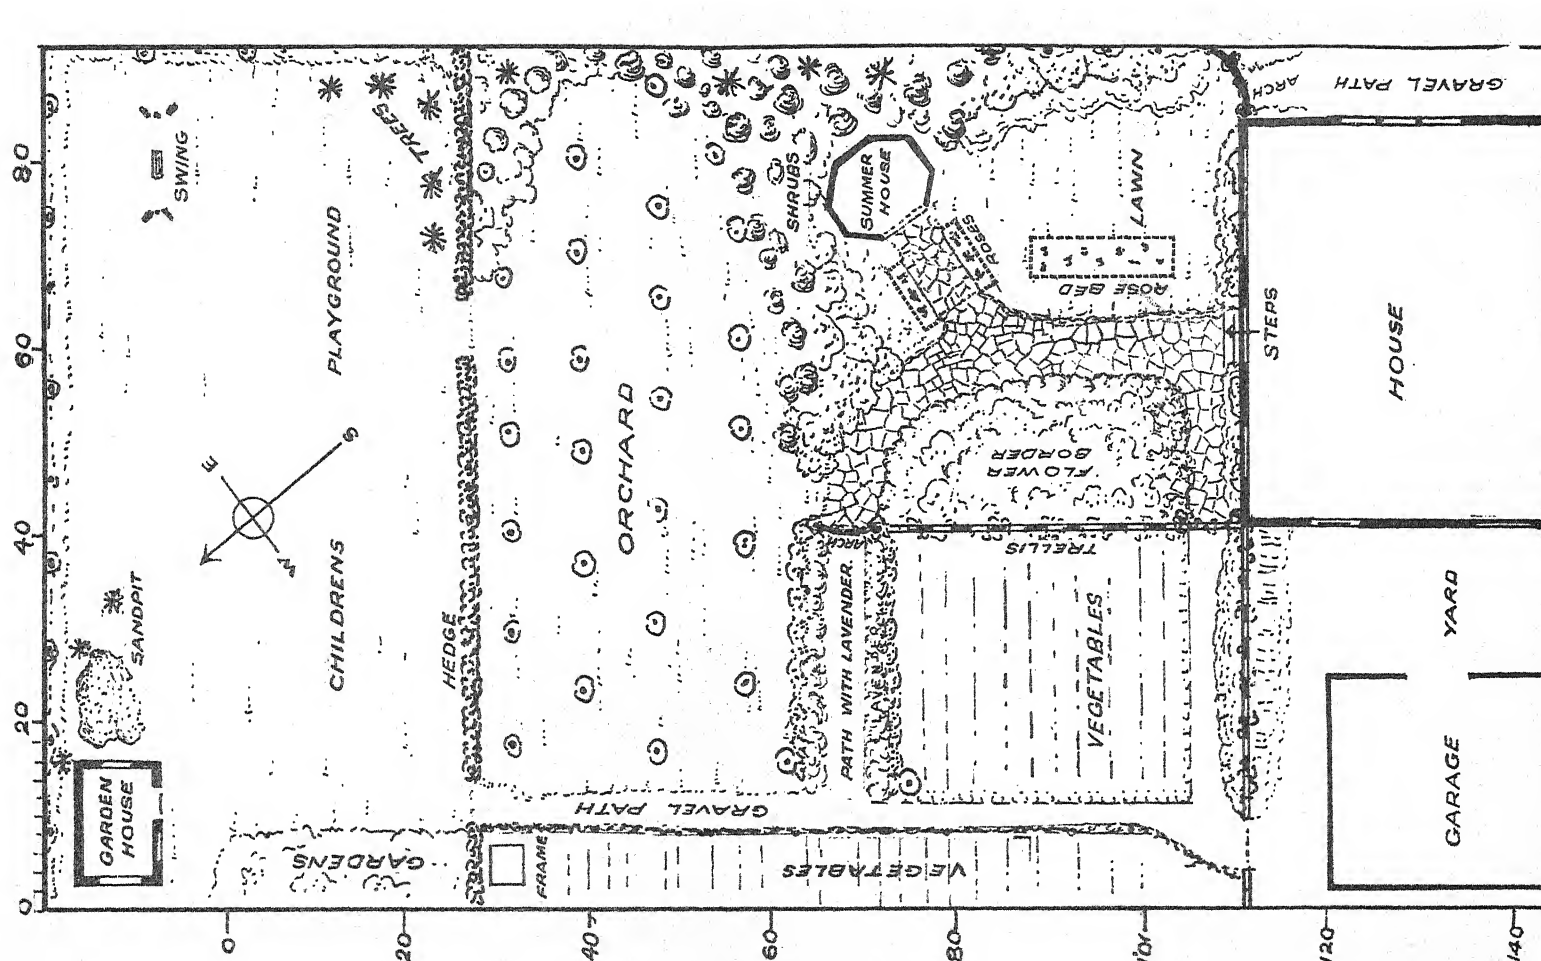 GRAVEL PATH
ARCH
TREES
SWING
80
SHRUBS
SUMMER
HOUSE
LAWN
ROSES
ROSE BED
PLAYGROUND
60
STEPS
HOUSE
ORCHARD
S
E
W
FLOWER
BORDER
40
ARCH
TRELLIS
CHILDRENS
SANDPIT
HEDGE
PATH WITH LAVENDER
LAVENDER
VEGETABLES
YARD
20
GARDEN
HOUSE
GRAVEL PATH
GARAGE
GARDENS
FRAME
VEGETABLES
0
0
20
40
60
80
120
140